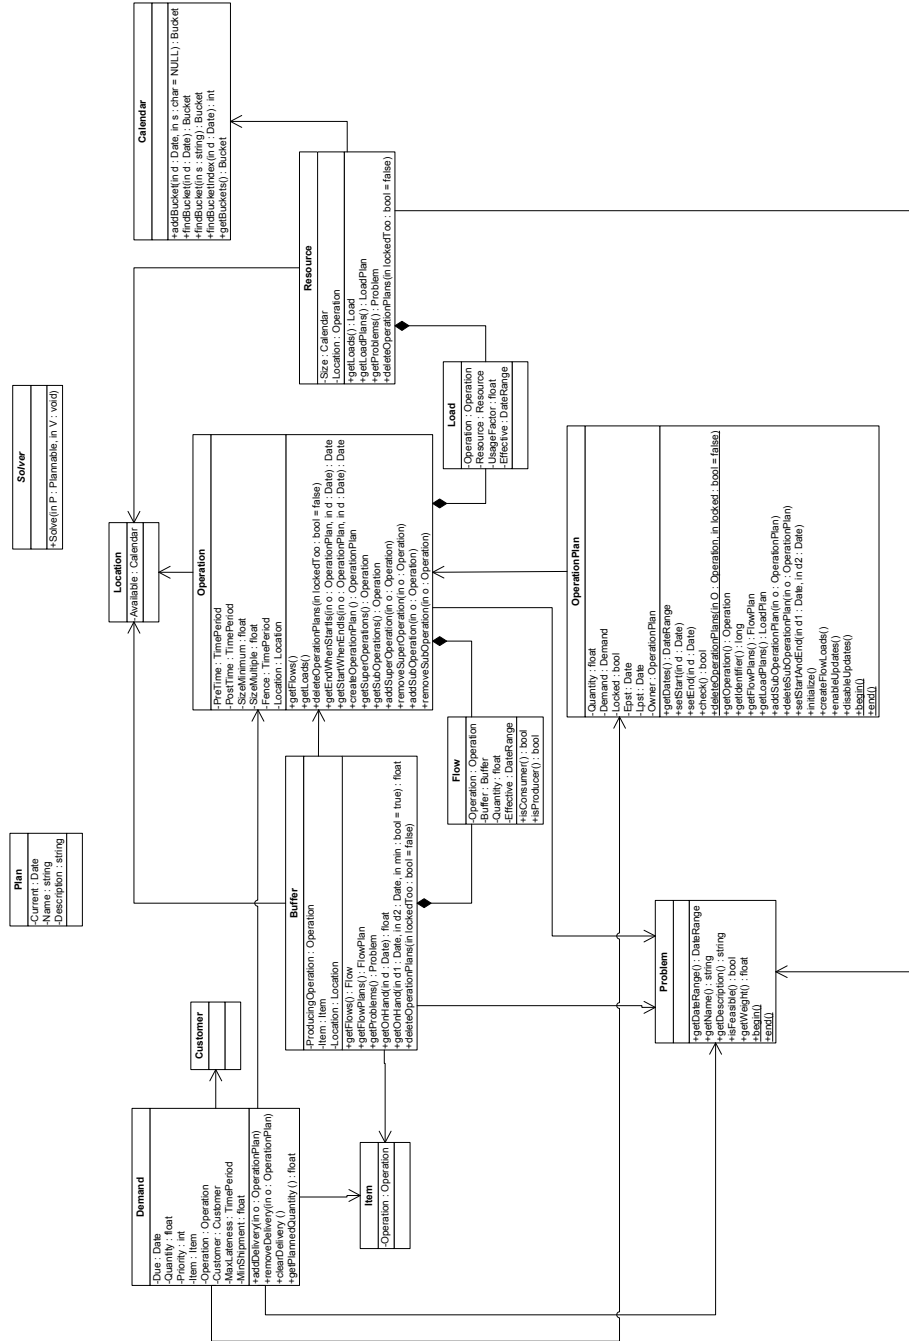 Plan
-Current : Date
-Name : string
-Description : string
Solver
+Solve(in P : Plannable, in V : void)
Demand
-Due : Date
-Quantity : float
-Priority : int
-Item : Item
-Operation : Operation
-Customer : Customer
-MaxLateness : TimePeriod
-MinShipment : float
+addDelivery(in o : OperationPlan)
+removeDelivery(in o : OperationPlan)
+clearDelivery ()
+getPlannedQuantity () : float
Customer
Location
-Available : Calendar
Calendar
+addBucket(in d : Date, in s : char = NULL) : Bucket
+findBucket(in d : Date) : Bucket
+findBucket(in s : string) : Bucket
+findBucketIndex(in d : Date) : int
+getBuckets() : Bucket
Operation
-PreTime : TimePeriod
-PostTime : TimePeriod
-SizeMinimum : float
-SizeMultiple : float
-Fence : TimePeriod
-Location : Location
+getFlows()
+getLoads()
+deleteOperationPlans(in lockedToo : bool = false)
+getEndWhenStartIs(in o : OperationPlan, in d : Date) : Date
+getStartWhenEndIs(in o : OperationPlan, in d : Date) : Date
+createOperationPlan () : OperationPlan
+getSuperOperations() : Operation
+getSubOperations() : Operation
+addSuperOperation(in o : Operation)
+removeSuperOperation(in o : Operation)
+addSubOperation(in o : Operation)
+removeSubOperation(in o : Operation)
Buffer
-ProducingOperation : Operation
-Item : Item
-Location : Location
+getFlows() : Flow
+getFlowPlans() : FlowPlan
+getProblems() : Problem
+getOnHand(in d : Date) : float
+getOnHand(in d1 : Date, in d2 : Date, in min : bool = true) : float
+deleteOperationPlans(in lockedToo : bool = false)
Resource
-Size : Calendar
-Location : Operation
+getLoads() : Load
+getLoadPlans() : LoadPlan
+getProblems() : Problem
+deleteOperationPlans(in lockedToo : bool = false)
Item
-Operation : Operation
Flow
-Operation : Operation
-Buffer : Buffer
-Quantity : float
-Effective : DateRange
+isConsumer() : bool
+isProducer() : bool
Load
-Operation : Operation
-Resource : Resource
-UsageFactor : float
-Effective : DateRange
Problem
+getDateRange() : DateRange
+getName() : string
+getDescription() : string
+isFeasible() : bool
+getWeight() : float
+begin()
+end()
OperationPlan
-Quantity : float
-Demand : Demand
-Locked : bool
-Epst : Date
-Lpst : Date
-Owner : OperationPlan
+getDates() : DateRange
+setStart(in d : Date)
+setEnd(in d : Date)
+check() : bool
+deleteOperationPlans(in O : Operation, in locked : bool = false)
+getOperation() : Operation
+getIdentifier() : long
+getFlowPlans() : FlowPlan
+getLoadPlans() : LoadPlan
+addSubOperationPlan(in o : OperationPlan)
+deleteSubOperationPlan(in o : OperationPlan)
+setStartAndEnd(in d1 : Date, in d2 : Date)
+initialize()
+createFlowLoads()
+enableUpdates()
+disableUpdates()
+begin()
+end()